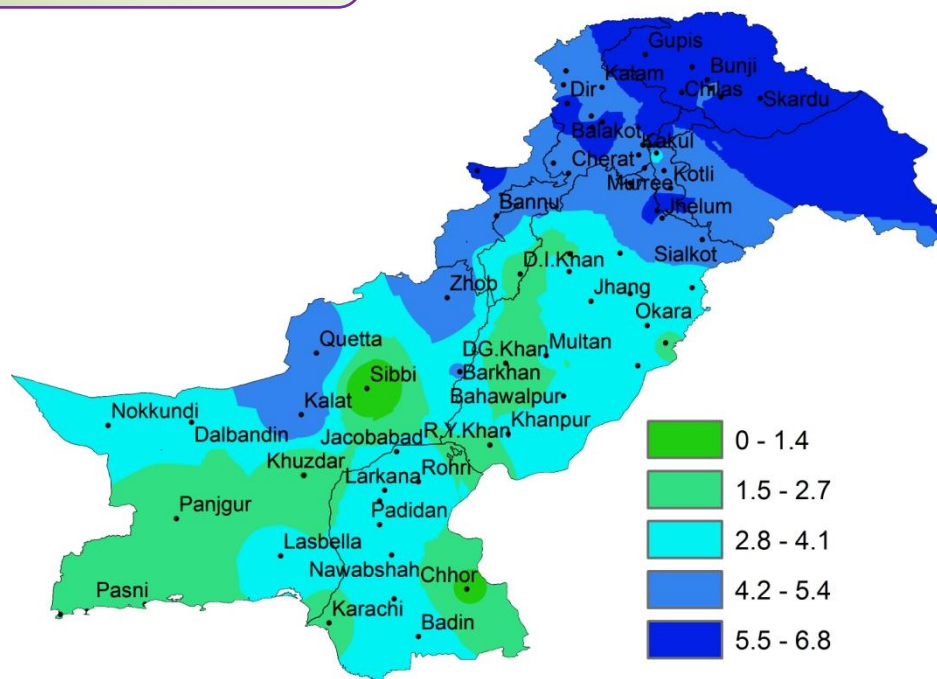 Gupis
Kalam
Bunji
Dir
Chilas
Skardu
Balakot
Kakul
Cherat
Kotli
Murree
Bannu
Jhelum
Sialkot
D.I.Khan
Zhob
Jhang
Okara
Quetta
DG.Khan
Multan
Sibbi
Barkhan
Bahawalpur
Nokkundi
Kalat
Khanpur
Dalbandin
Jacobabad
R.Y.Khan
Khuzdar
Rohri
Larkana
Panjgur
Padidan
Lasbella
Nawabshah
Chhor
Pasni
Karachi
Badin
0 - 1.4
1.5 - 2.7
2.8 - 4.1
4.2 - 5.4
5.5 - 6.8